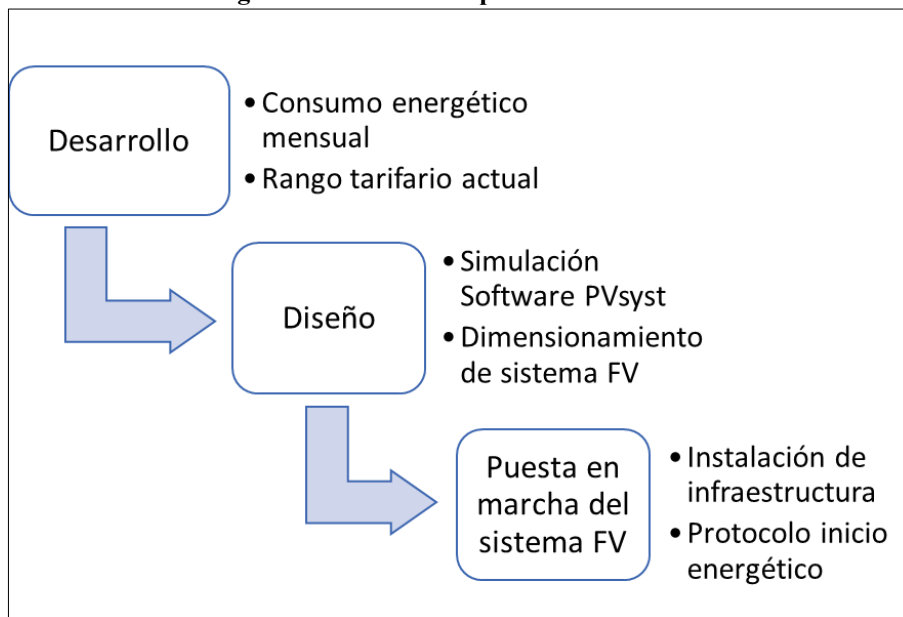 Desarrollo
• Consumo energético
mensual
• Rango tarifario actual
Diseño
• Simulación
Software PVsyst
• Dimensionamiento
de sistema FV
Puesta en
marcha del
sistema FV
• Instalación de
infraestructura
• Protocolo inicio
energético